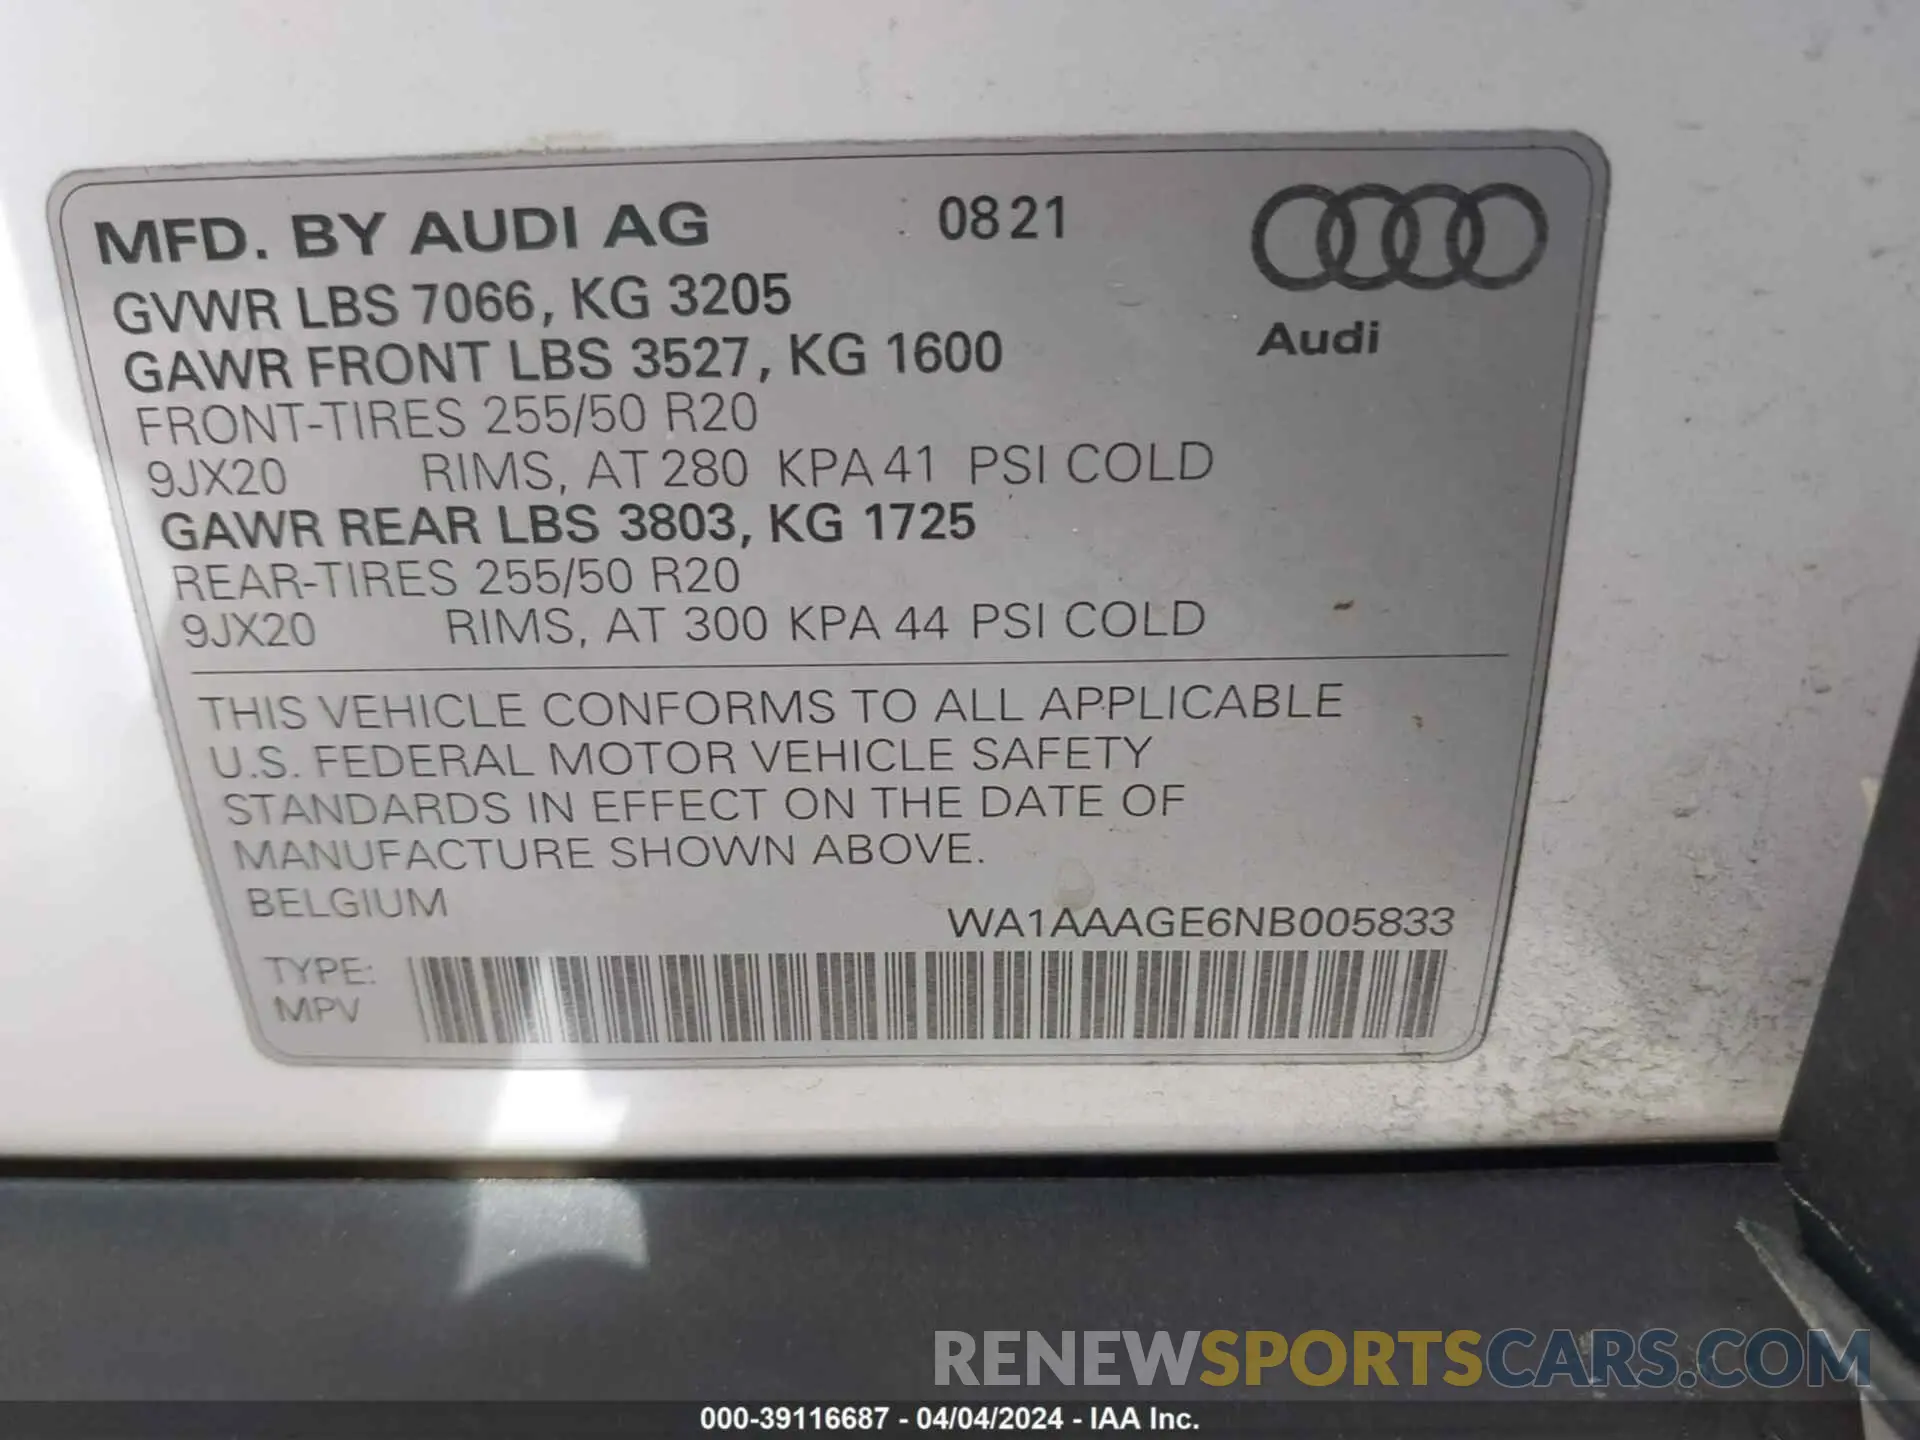 MFD. BY AUDI AG 0821
GVWR LBS 7066, KG 3205
GAWR FRONT LBS 3527, KG 1600
Audi
FRONT-TIRES 255/50 R20
9JX20 RIMS, AT 280 KPA 41 PSI COLD
GAWR REAR LBS 3803, KG 1725
REAR-TIRES 255/50 R20
9JX20 RIMS, AT 300 KPA 44 PSI COLD
THIS VEHICLE CONFORMS TO ALL APPLICABLE
U.S. FEDERAL MOTOR VEHICLE SAFETY
STANDARDS IN EFFECT ON THE DATE OF
MANUFACTURE SHOWN ABOVE.
BELGIUM
WA1AAAGE6NB005833
TYPE:
MPV
RENEWSPORTSCARS.COM
000-39116687 - 04/04/2024 - IAA Inc.